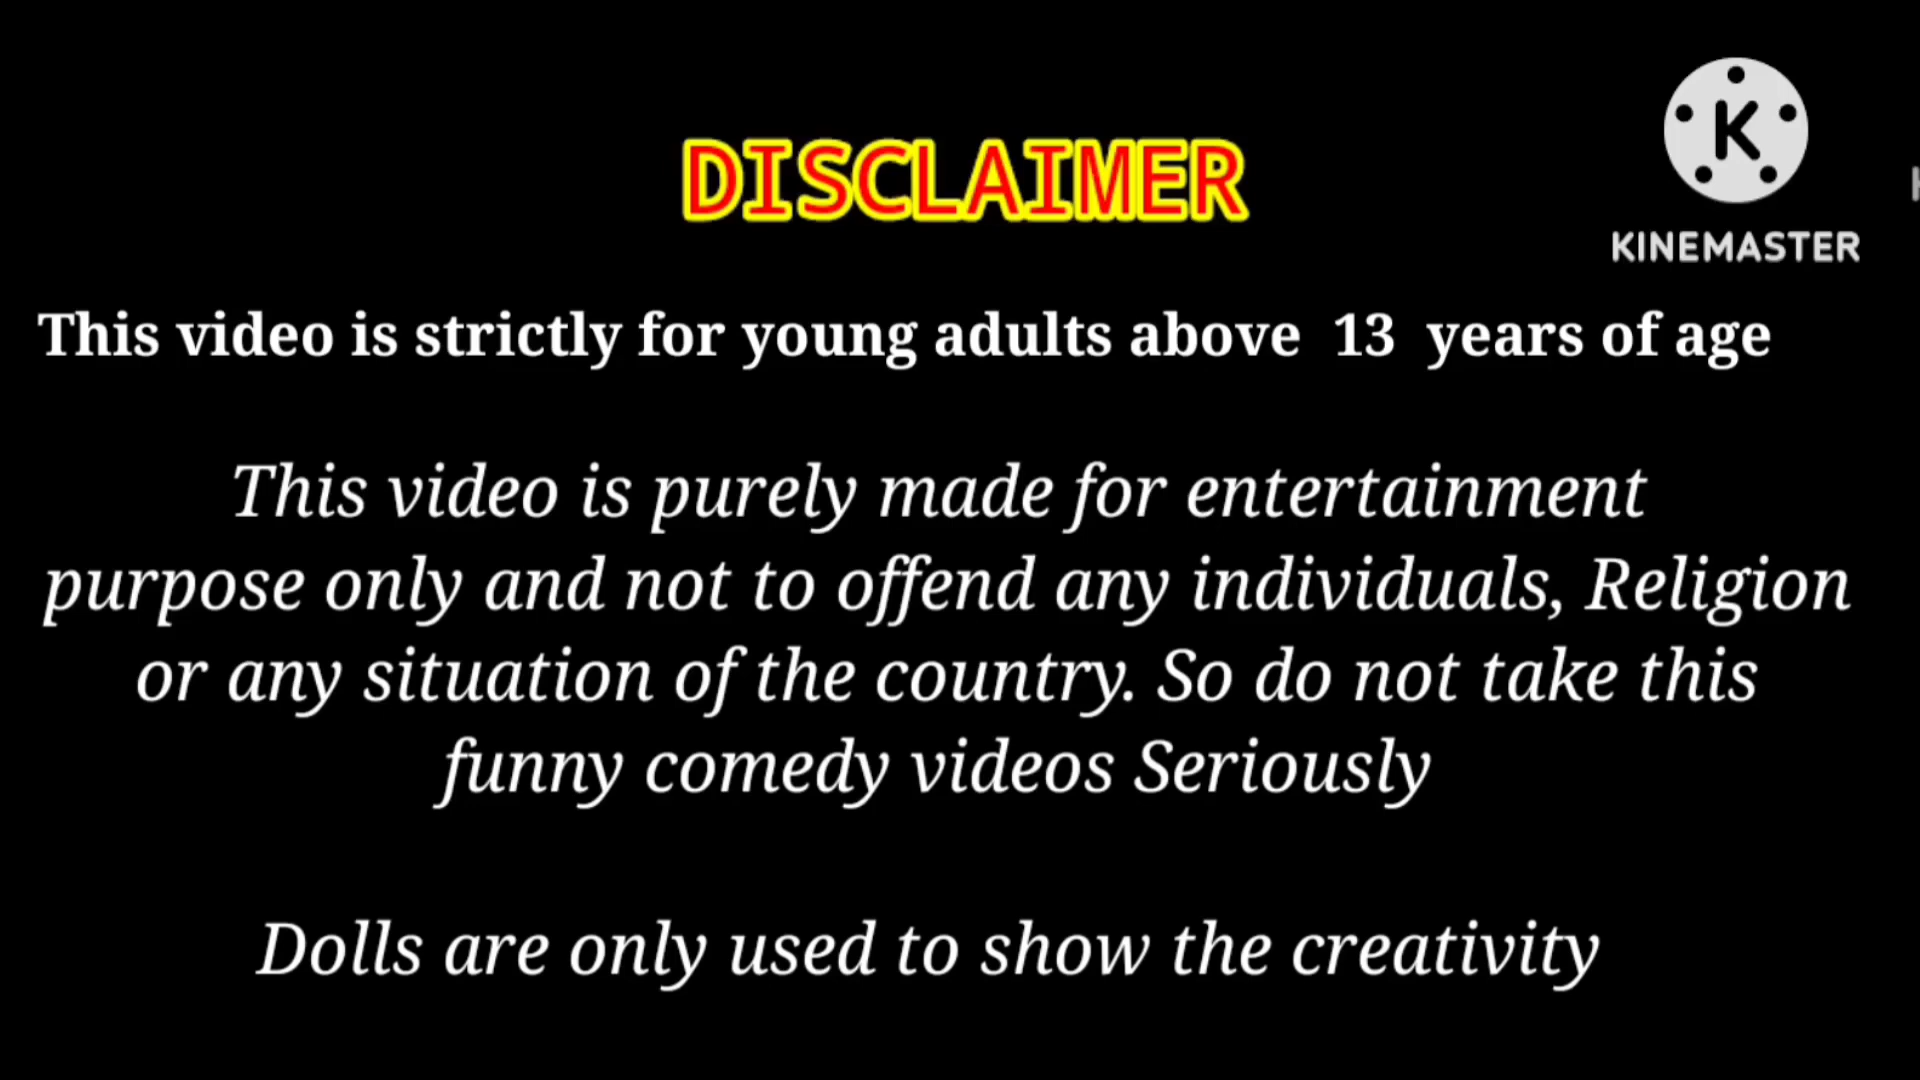 DISCLAIMER
K
KINEMASTER
This video is strictly for young adults above 13 years of age
This video is purely made for entertainment
purpose only and not to offend any individuals, Religion
or any situation of the country. So do not take this
funny comedy videos Seriously
Dolls are only used to show the creativity